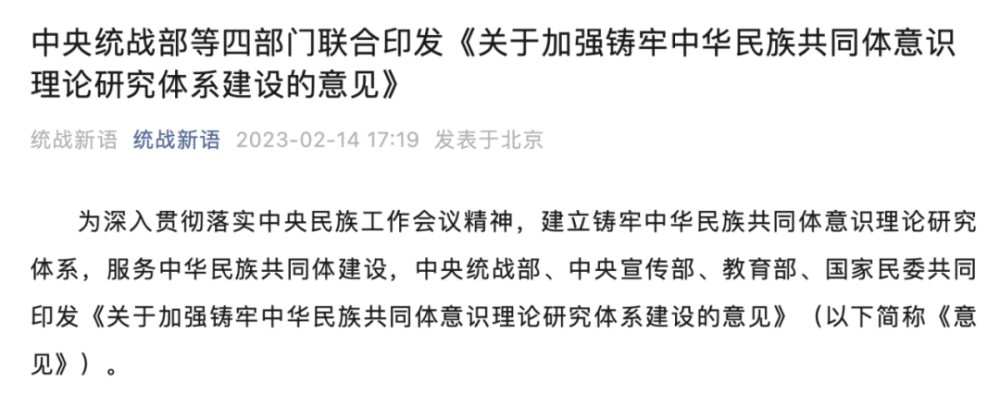 中央统战部等四部门联合印发《关于加强铸牢中华民族共同体意识
理论研究体系建设的意见》
统战新语 统战新语 2023-02-14 17:19 发表于北京
为深入贯彻落实中央民族工作会议精神，建立铸牢中华民族共同体意识理论研究
体系，服务中华民族共同体建设，中央统战部、中央宣传部、教育部、国家民委共同
印发《关于加强铸牢中华民族共同体意识理论研究体系建设的意见》（以下简称《意
见》）。